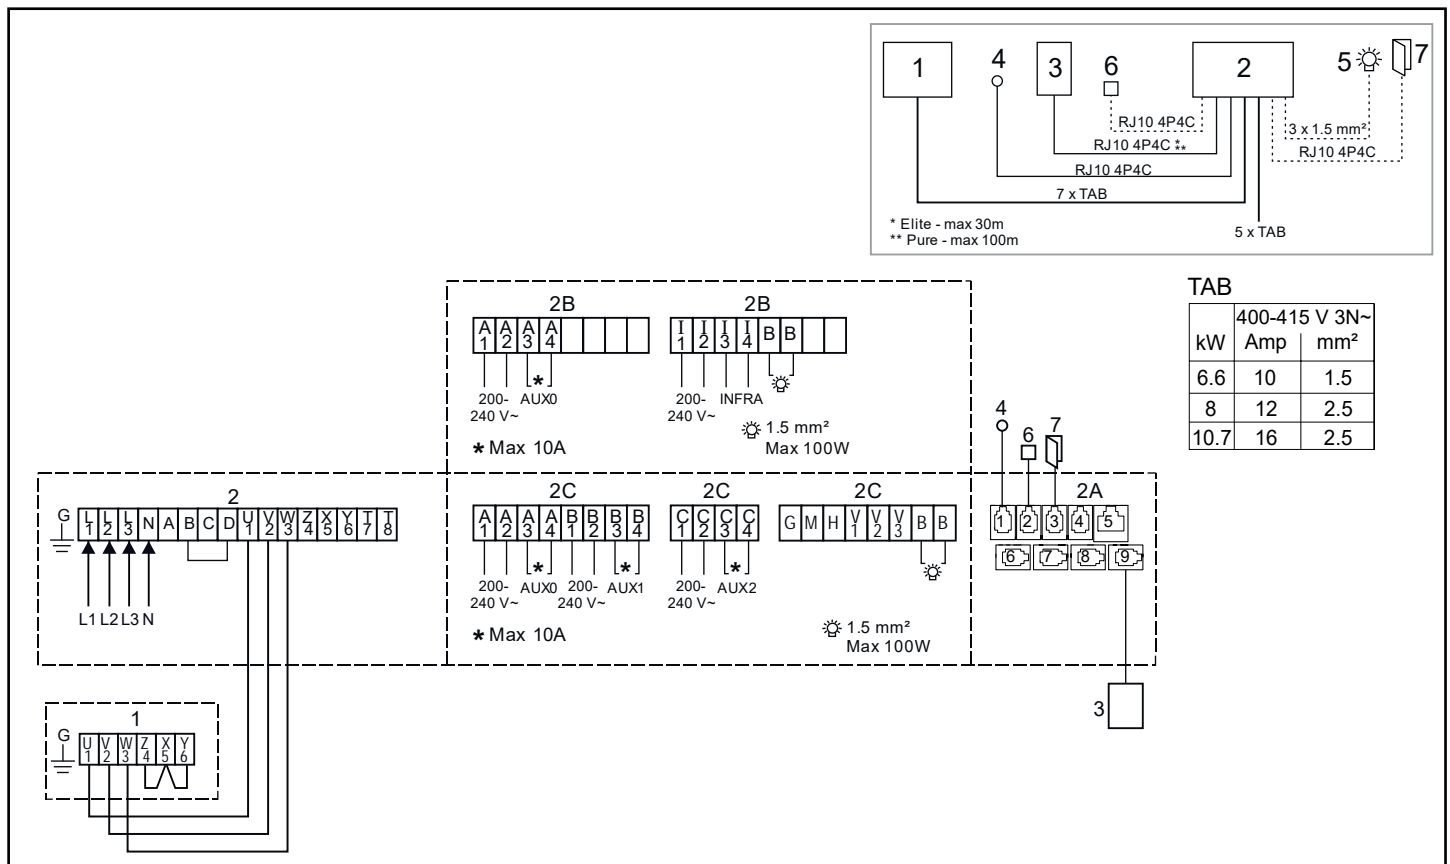 1 4 3 6 2 5 7
RJ10 4P4C
3 x 1.5 mm²
RJ10 4P4C * **
RJ10 4P4C
RJ10 4P4C
7 x TAB
5 x TAB
* Elite - max 30m
** Pure - max 100m
TAB
400-415 V 3N~
kW Amp mm²
6.6 10 1.5
8 12 2.5
10.7 16 2.5
2B 2B
A1 A2 A3 A4
I1 I2 I3 I4 B B
200-240 V~ * AUX0
200-240 V~ INFRA
* Max 10A
1.5 mm²
Max 100W
2
G L1 L2 L3 N A B C D U1 V2 W3 Z4 X5 Y6 T7 T8
L1 L2 L3 N
2C 2C 2C
A1 A2 A3 A4 B1 B2 B3 B4
C1 C2 C3 C4
G M H V1 V2 V3 B B
200-240 V~ * AUX0 200-240 V~ * AUX1
200-240 V~ * AUX2
* Max 10A
1.5 mm²
Max 100W
4 6 7
2A
1 2 3 4 5
6 7 8 9
3
1
G U1 V2 W3 Z4 X5 Y6